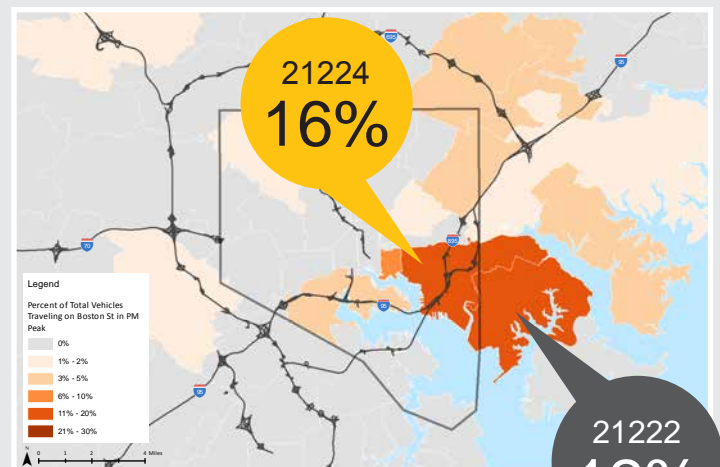 21224
16%
695
95
895
70
95
95
Legend
Percent of Total Vehicles
Traveling on Boston St in PM
Peak
0%
1% - 2%
3% - 5%
6% - 10%
11% - 20%
21% - 30%
N
0 1 2 4 Miles
21222